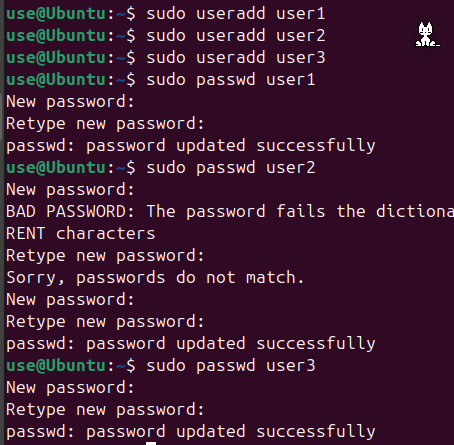 use@Ubuntu:~$ sudo useradd user1
use@Ubuntu:~$ sudo useradd user2
use@Ubuntu:~$ sudo useradd user3
use@Ubuntu:~$ sudo passwd user1
New password:
Retype new password:
passwd: password updated successfully
use@Ubuntu:~$ sudo passwd user2
New password:
BAD PASSWORD: The password fails the dictiona
RENT characters
Retype new password:
Sorry, passwords do not match.
New password:
Retype new password:
passwd: password updated successfully
use@Ubuntu:~$ sudo passwd user3
New password:
Retype new password:
passwd: password updated successfully